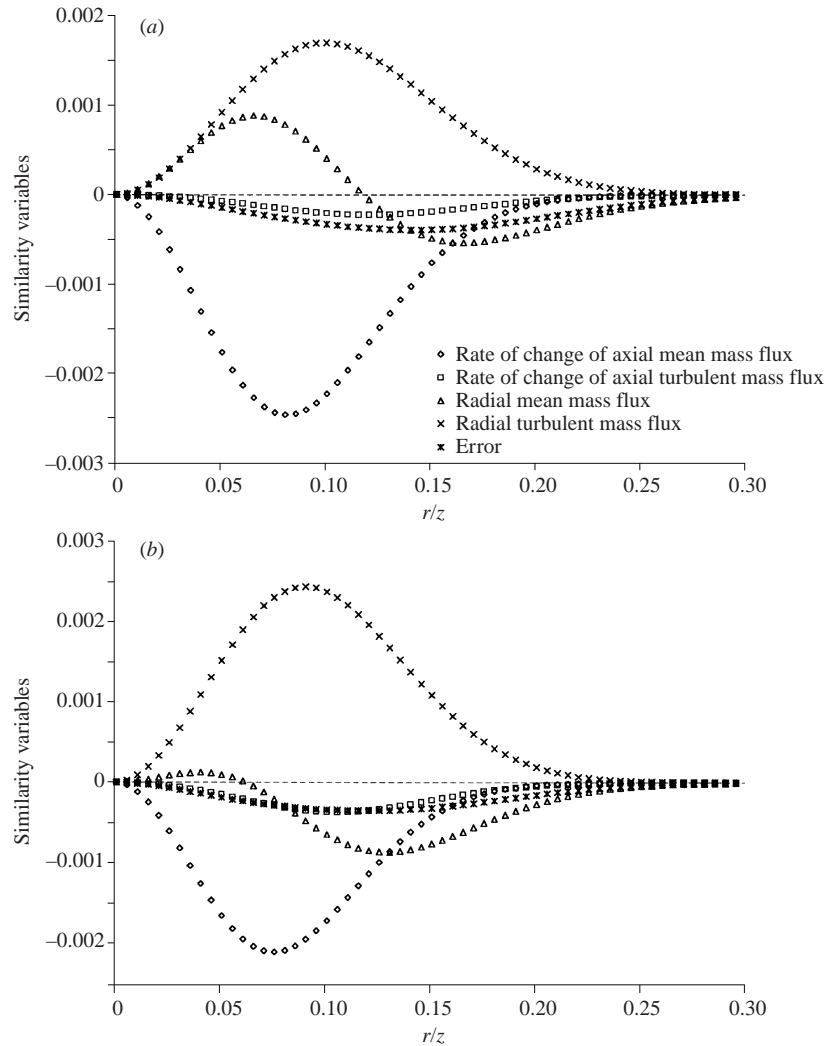 (a)
0.002
0.001
0
−0.001
−0.002
−0.003
Similarity variables
Rate of change of axial mean mass flux
Rate of change of axial turbulent mass flux
Radial mean mass flux
Radial turbulent mass flux
Error
0 0.05 0.10 0.15 0.20 0.25 0.30
r/z
(b)
0.003
0.002
0.001
0
−0.001
−0.002
Similarity variables
0 0.05 0.10 0.15 0.20 0.25 0.30
r/z